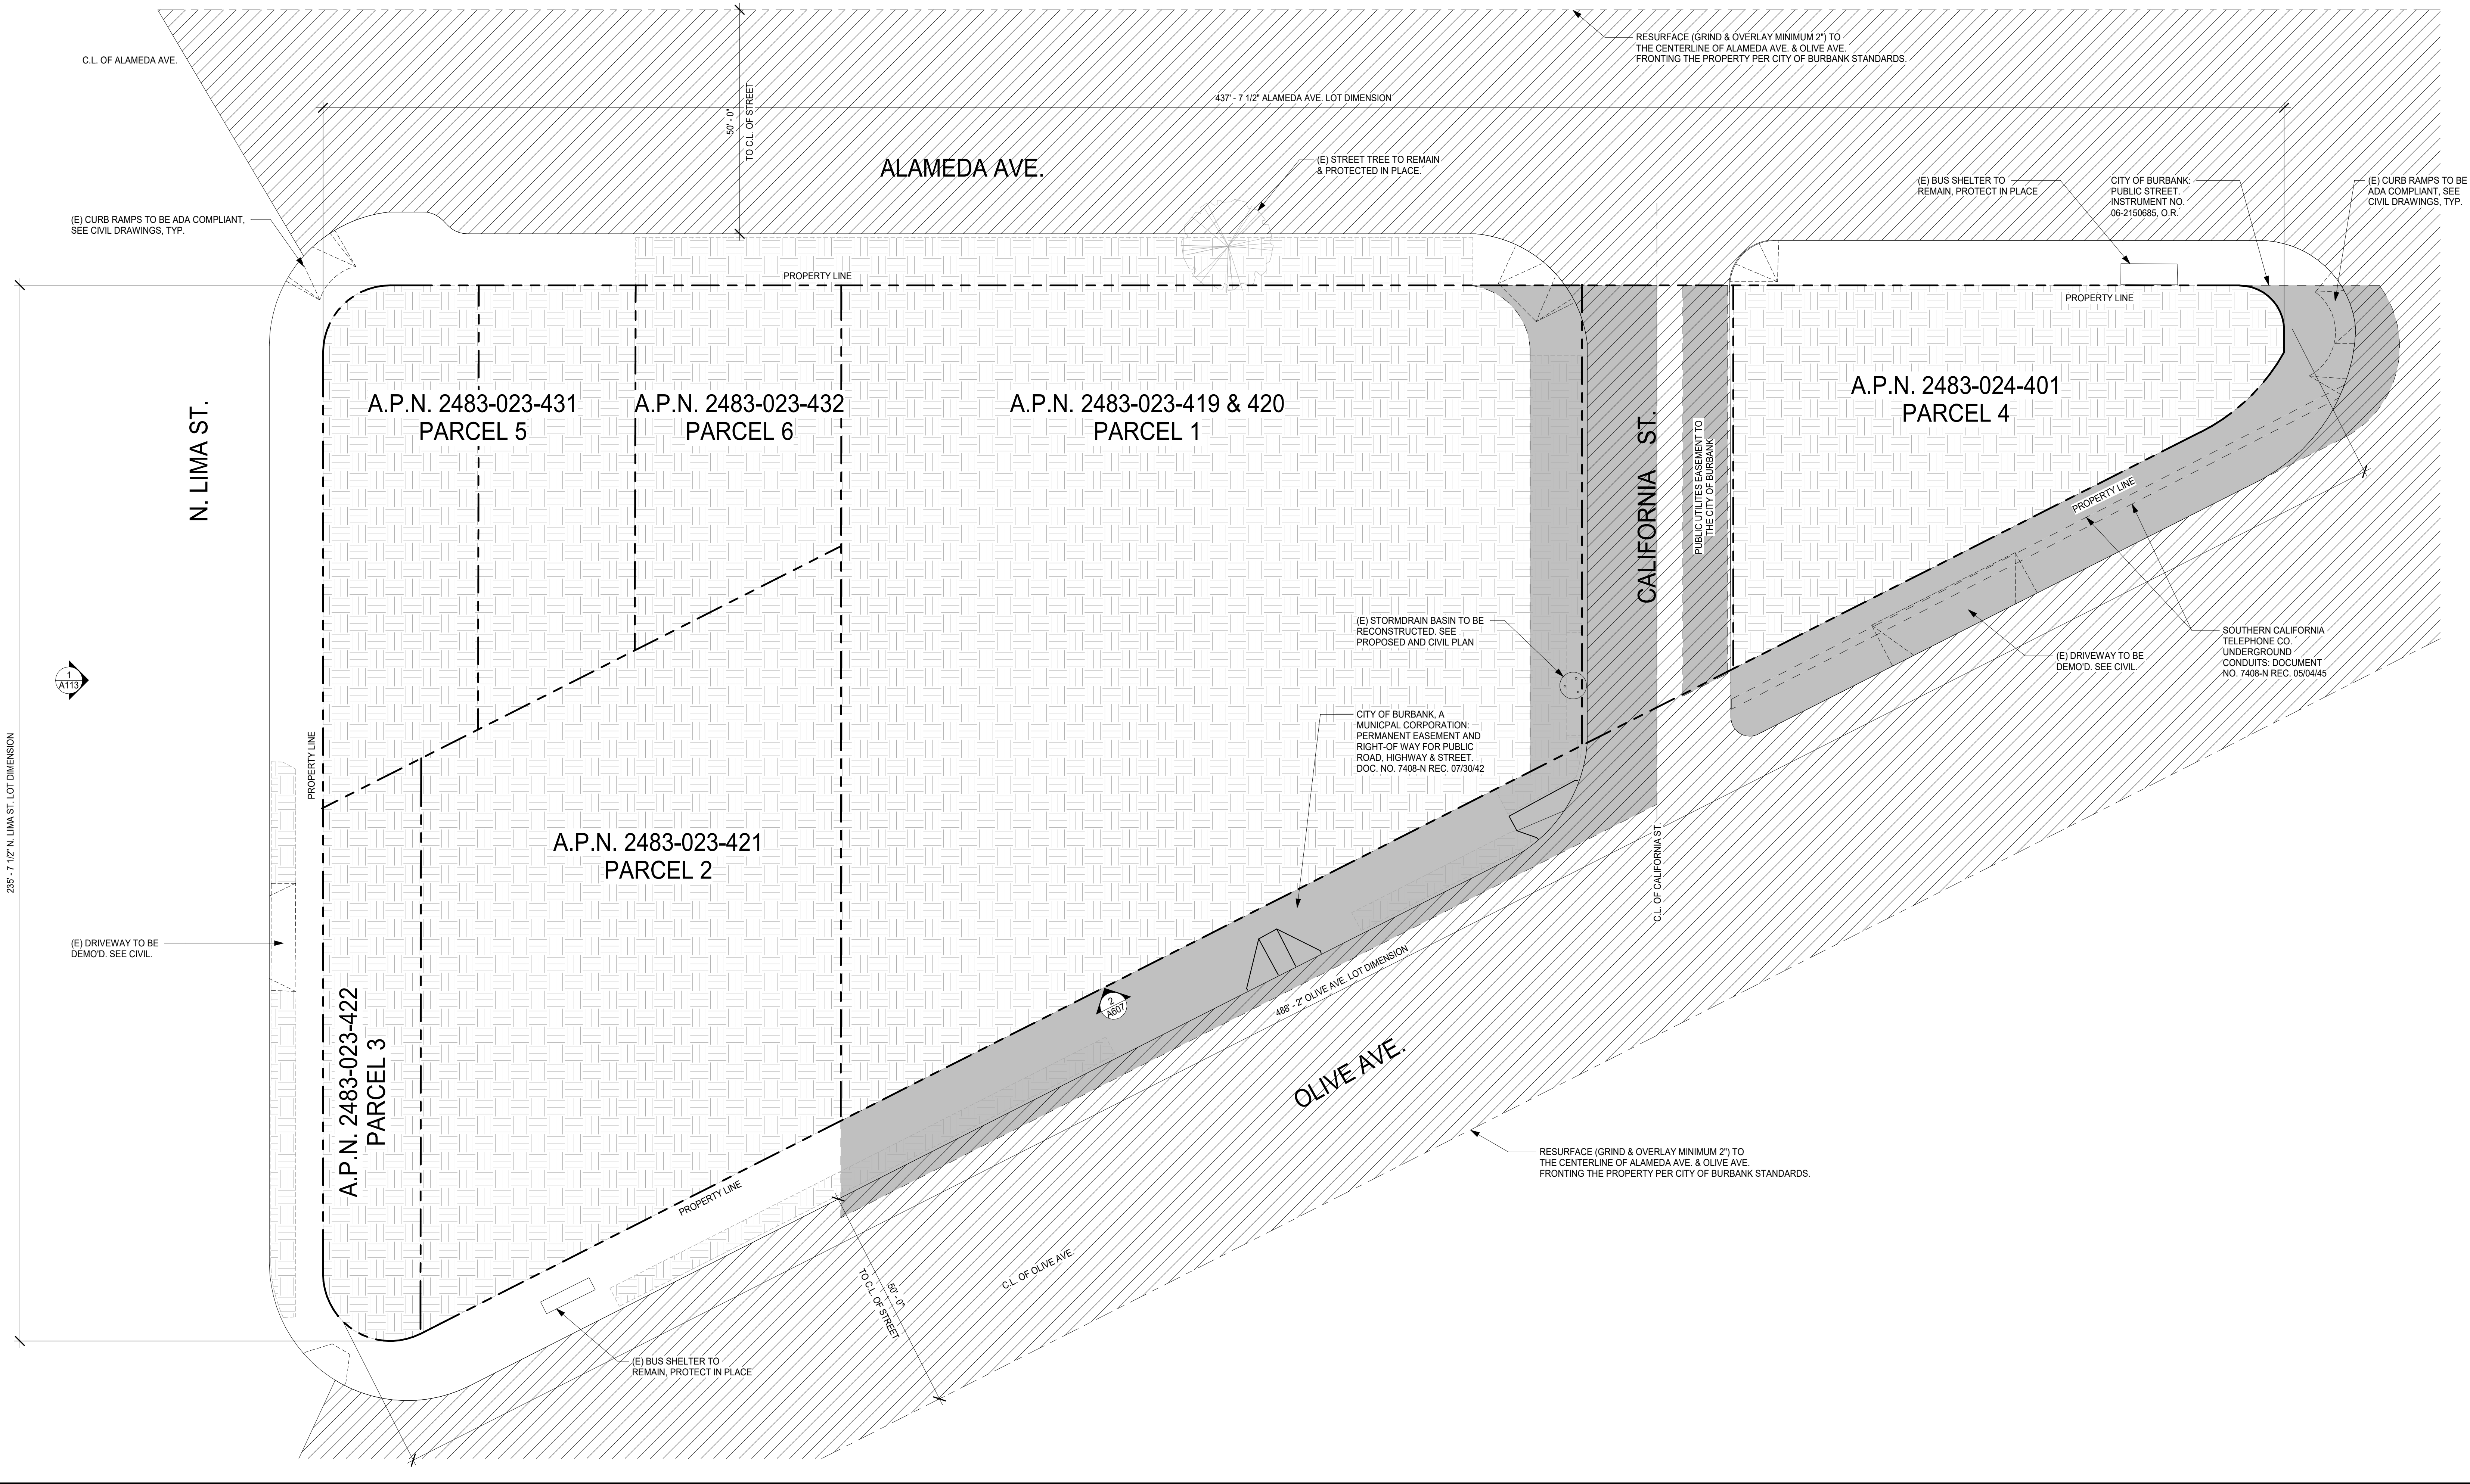 RESURFACE (GRIND & OVERLAY MINIMUM 2") TO
THE CENTERLINE OF ALAMEDA AVE. & OLIVE AVE.
FRONTING THE PROPERTY PER CITY OF BURBANK STANDARDS.
C.L. OF ALAMEDA AVE.
437' - 7 1/2" ALAMEDA AVE. LOT DIMENSION
50' - 0"
TO C.L. OF STREET
ALAMEDA AVE.
(E) STREET TREE TO REMAIN
& PROTECTED IN PLACE.
(E) BUS SHELTER TO
REMAIN, PROTECT IN PLACE
CITY OF BURBANK:
PUBLIC STREET.
INSTRUMENT NO.
06-2150685, O.R.
(E) CURB RAMPS TO BE
ADA COMPLIANT, SEE
CIVIL DRAWINGS, TYP.
(E) CURB RAMPS TO BE ADA COMPLIANT,
SEE CIVIL DRAWINGS, TYP.
PROPERTY LINE
PROPERTY LINE
N. LIMA ST.
A.P.N. 2483-023-431
PARCEL 5
A.P.N. 2483-023-432
PARCEL 6
A.P.N. 2483-023-419 & 420
PARCEL 1
CALIFORNIA ST.
PUBLIC UTILITES EASEMENT TO
THE CITY OF BURBANK
A.P.N. 2483-024-401
PARCEL 4
PROPERTY LINE
(E) STORMDRAIN BASIN TO BE
RECONSTRUCTED. SEE
PROPOSED AND CIVIL PLAN
(E) DRIVEWAY TO BE
DEMO'D. SEE CIVIL.
SOUTHERN CALIFORNIA
TELEPHONE CO.
UNDERGROUND
CONDUITS: DOCUMENT
NO. 7408-N REC. 05/04/45
1
A113
CITY OF BURBANK, A
MUNICPAL CORPORATION:
PERMANENT EASEMENT AND
RIGHT-OF WAY FOR PUBLIC
ROAD, HIGHWAY & STREET.
DOC. NO. 7408-N REC. 07/30/42
235' - 7 1/2" N. LIMA ST. LOT DIMENSION
PROPERTY LINE
A.P.N. 2483-023-421
PARCEL 2
C.L. OF CALIFORNIA ST.
(E) DRIVEWAY TO BE
DEMO'D. SEE CIVIL.
A.P.N. 2483-023-422
PARCEL 3
2
A607
488' - 2" OLIVE AVE. LOT DIMENSION
OLIVE AVE.
RESURFACE (GRIND & OVERLAY MINIMUM 2") TO
THE CENTERLINE OF ALAMEDA AVE. & OLIVE AVE.
FRONTING THE PROPERTY PER CITY OF BURBANK STANDARDS.
PROPERTY LINE
C.L. OF OLIVE AVE.
50' - 0"
TO C.L. OF STREET
(E) BUS SHELTER TO
REMAIN, PROTECT IN PLACE